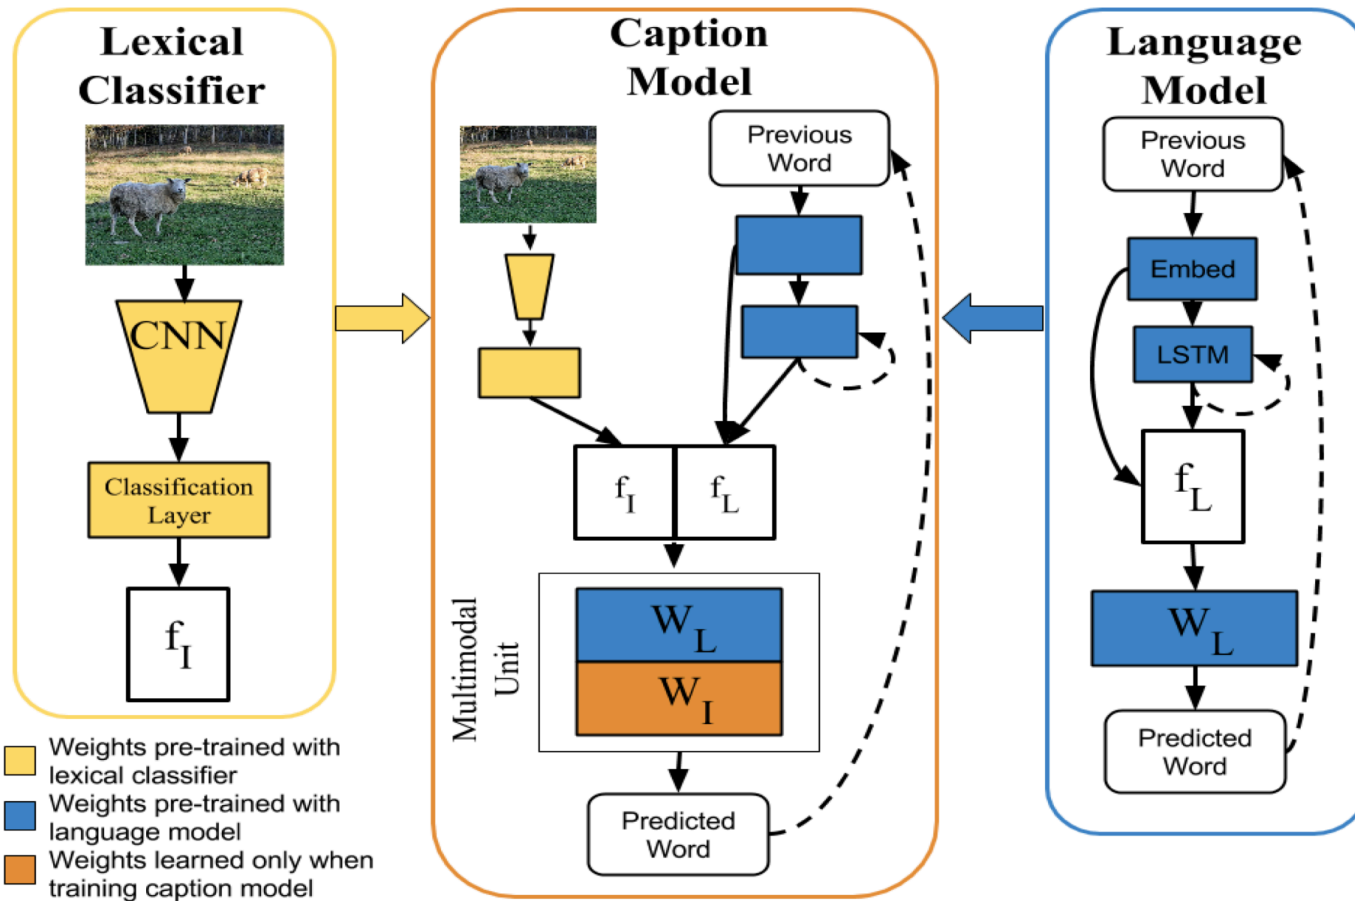 Lexical
Classifier
CNN
Classification
Layer
f_I
Weights pre-trained with
lexical classifier
Weights pre-trained with
language model
Weights learned only when
training caption model
Caption
Model
Previous
Word
f_I
f_L
Multimodal
Unit
W_L
W_I
Predicted
Word
Language
Model
Previous
Word
Embed
LSTM
f_L
W_L
Predicted
Word